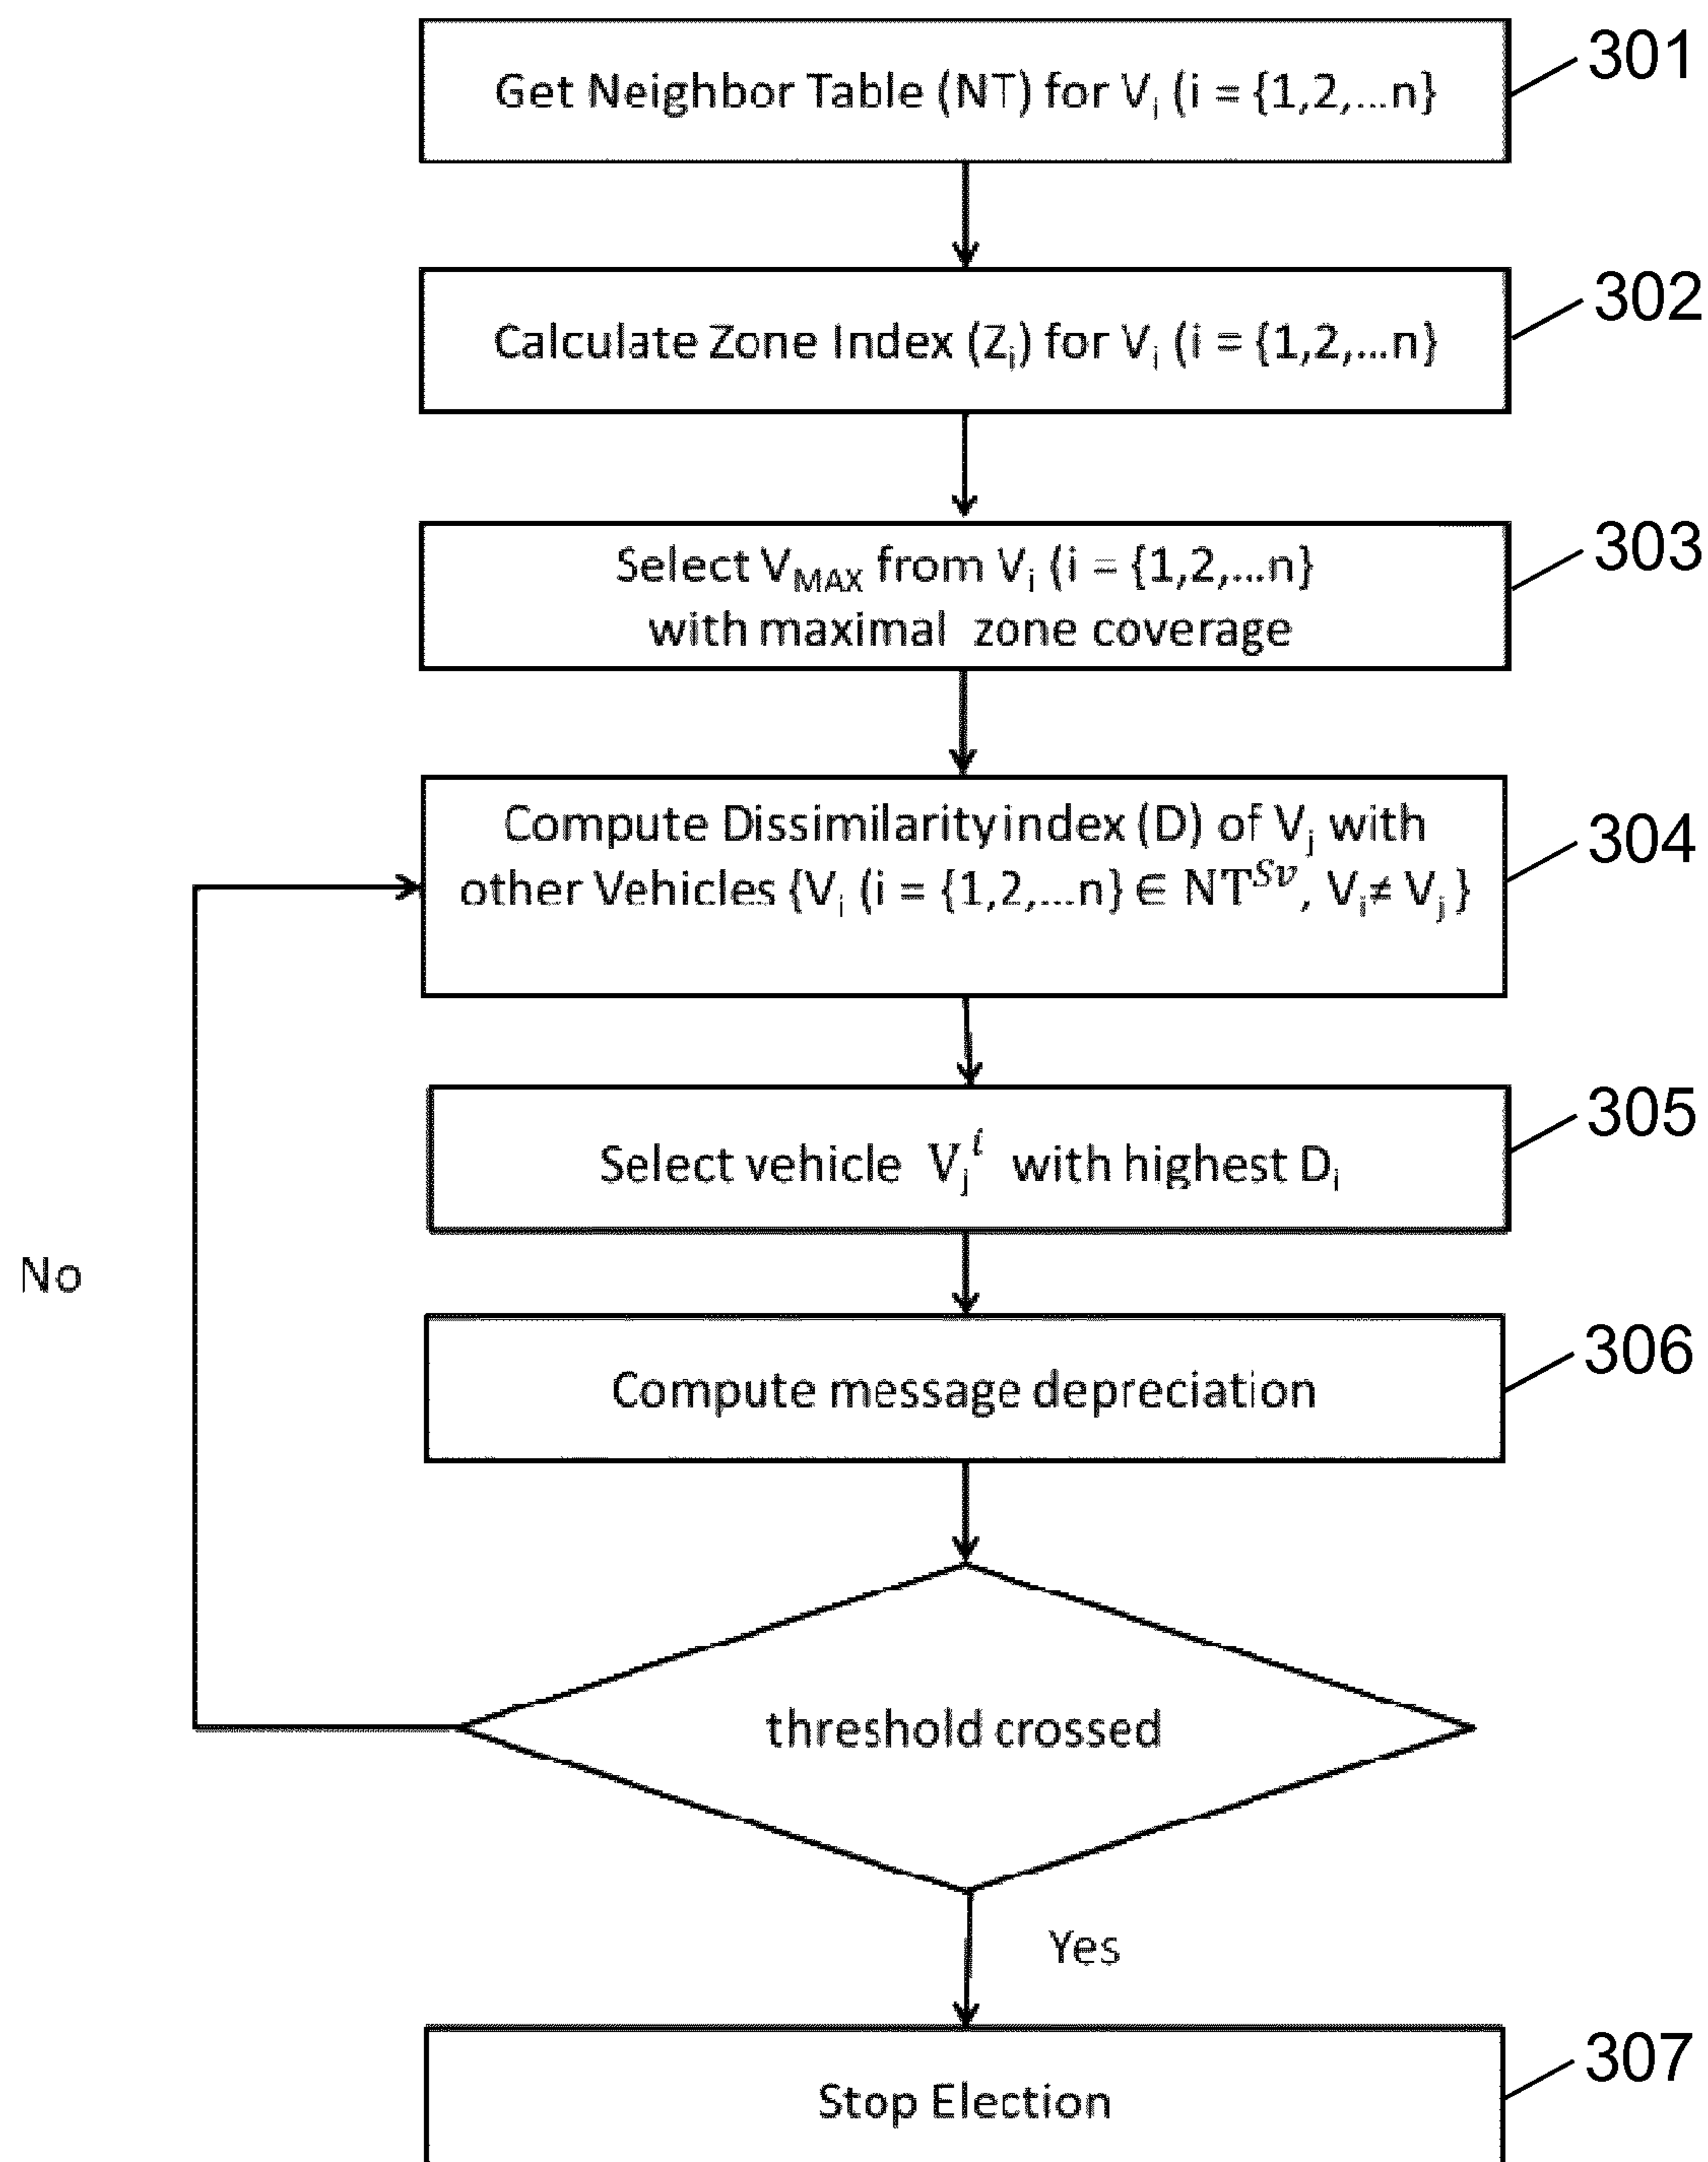 Get Neighbor Table (NT) for Vi (i = {1,2,...n}
301
Calculate Zone Index (Zi) for Vi (i = {1,2,...n}
302
Select VMAX from Vi (i = {1,2,...n}
with maximal zone coverage
303
Compute Dissimilarity index (D) of Vj with
other Vehicles {Vi (i = {1,2,...n} ∈ NT^Sv, Vi≠ Vj }
304
Select vehicle Vj^i with highest Di
305
Compute message depreciation
306
No
threshold crossed
Yes
Stop Election
307